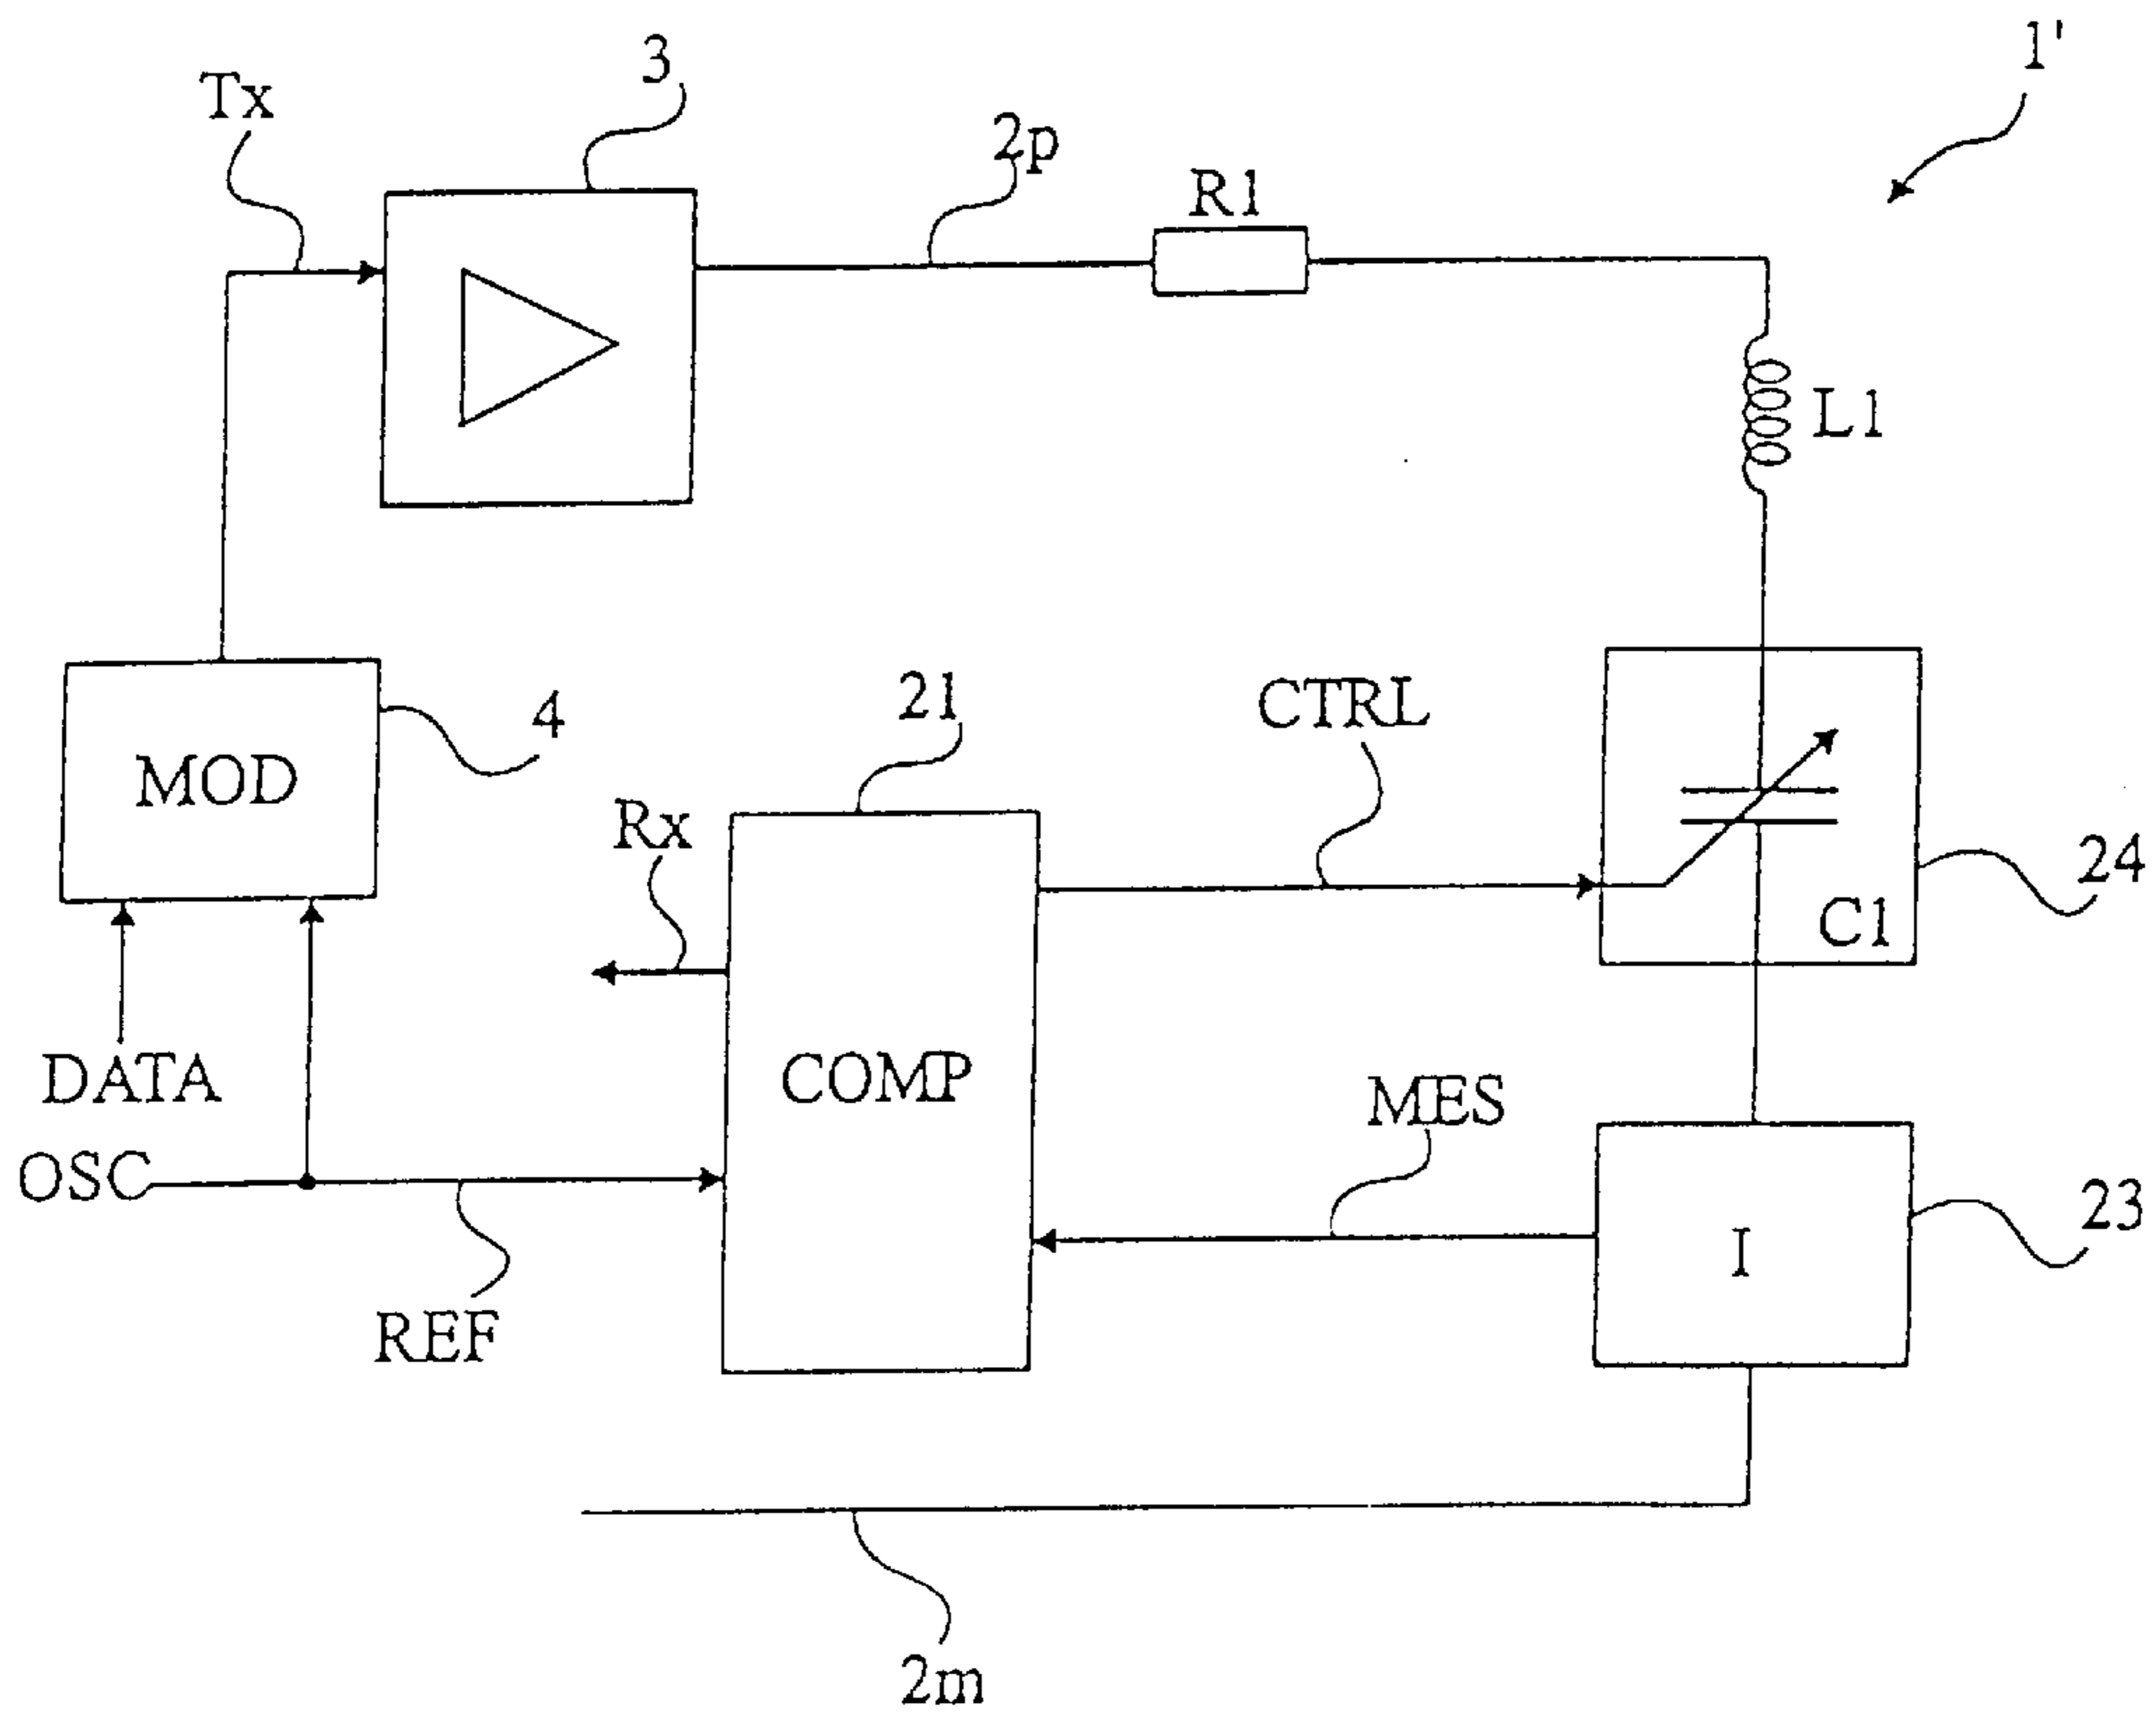 1'
3
Tx
2p
R1
L1
21
CTRL
4
MOD
Rx
24
C1
DATA
COMP
MES
OSC
23
I
REF
2m